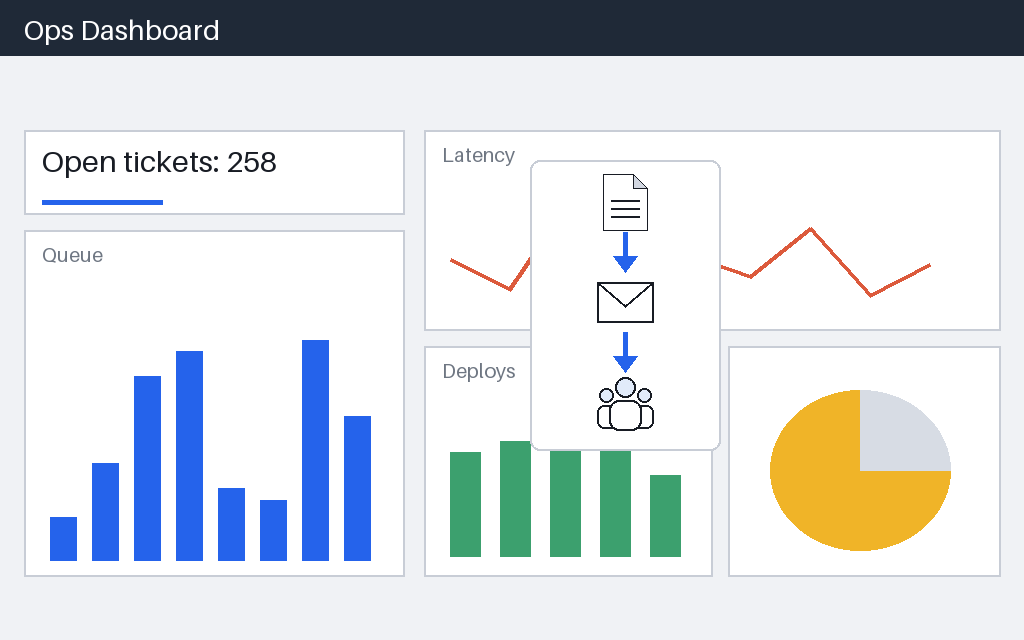 Ops Dashboard
Open tickets: 258
Latency
Queue
Deploys